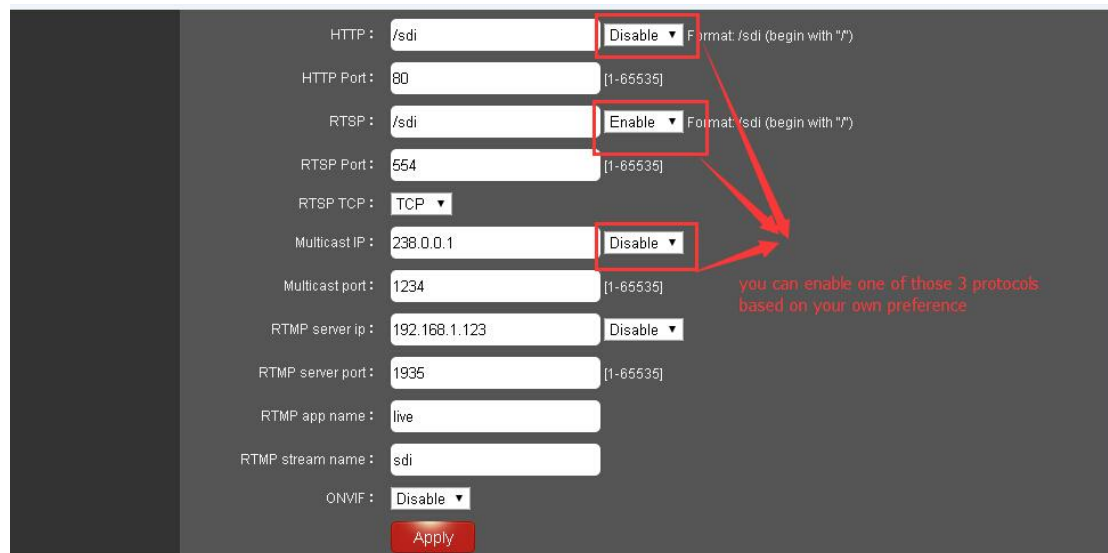 HTTP: /sdi Disable Format: /sdi (begin with "/")
HTTP Port: 80 [1-65535]
RTSP: /sdi Enable Format: /sdi (begin with "/")
RTSP Port: 554 [1-65535]
RTSP TCP: TCP
Multicast IP: 238.0.0.1 Disable
Multicast port: 1234 [1-65535]
you can enable one of those 3 protocols
based on your own preference
RTMP server ip: 192.168.1.123 Disable
RTMP server port: 1935 [1-65535]
RTMP app name: live
RTMP stream name: sdi
ONVIF: Disable
Apply